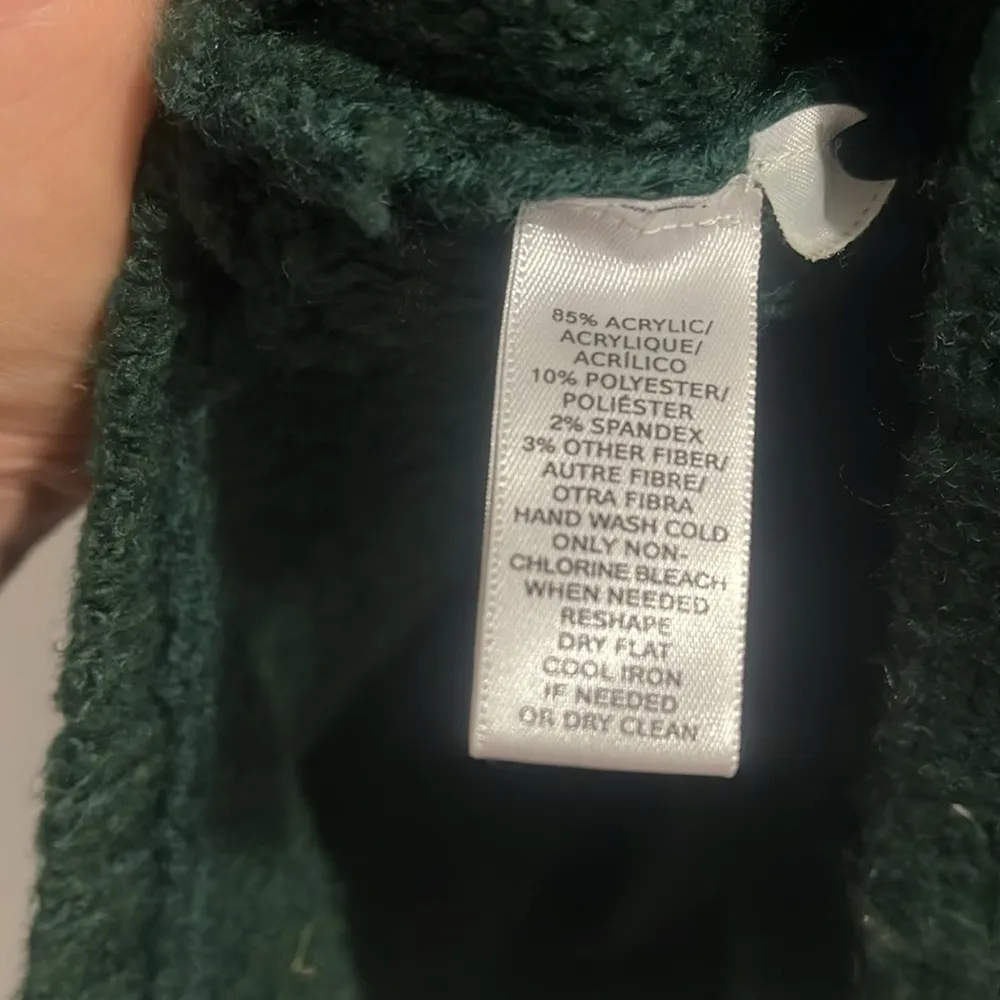 85% ACRYLIC/
ACRYLIQUE/
ACRÍLICO
10% POLYESTER/
POLIÉSTER
2% SPANDEX
3% OTHER FIBER/
AUTRE FIBRE/
OTRA FIBRA
HAND WASH COLD
ONLY NON-
CHLORINE BLEACH
WHEN NEEDED
RESHAPE
DRY FLAT
COOL IRON
IF NEEDED
OR DRY CLEAN